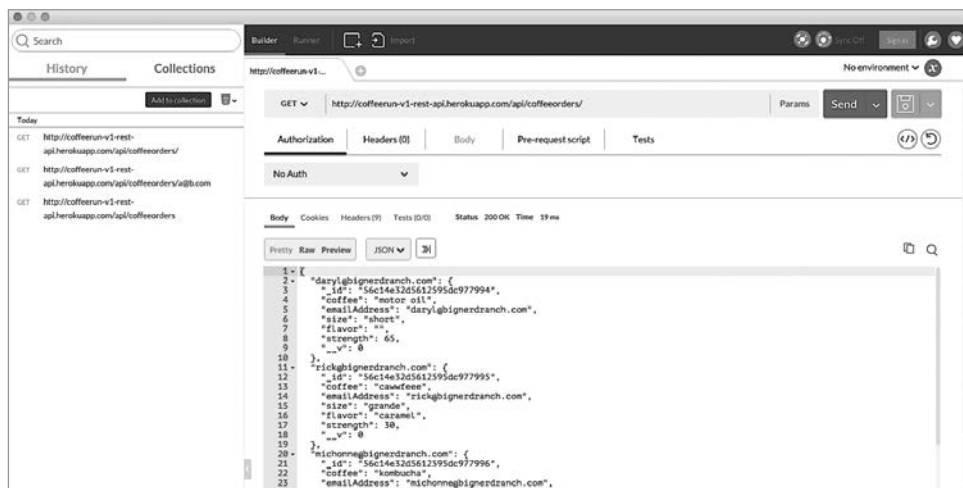 Search
History Collections
Add to collection
Today
GET http://coffeerun-v1-rest-
api.herokuapp.com/api/coffeeorders/
GET http://coffeerun-v1-rest-
api.herokuapp.com/api/coffeeorders/a@b.com
GET http://coffeerun-v1-rest-
api.herokuapp.com/api/coffeeorders
Builder Runner Import Sync Off Sign in
http://coffeerun-v1-...
No environment
GET http://coffeerun-v1-rest-api.herokuapp.com/api/coffeeorders/ Params Send
Authorization Headers (0) Body Pre-request script Tests
No Auth
Body Cookies Headers (9) Tests (0/0) Status 200 OK Time 19 ms
Pretty Raw Preview JSON
1 {
2 "daryl@bignerdranch.com": {
3 "_id": "56c14e32d5612595dc977994",
4 "coffee": "motor oil",
5 "emailAddress": "daryl@bignerdranch.com",
6 "size": "short",
7 "flavor": "",
8 "strength": 65,
9 "__v": 0
10 },
11 "rick@bignerdranch.com": {
12 "_id": "56c14e32d5612595dc977995",
13 "coffee": "cawwfeee",
14 "emailAddress": "rick@bignerdranch.com",
15 "size": "grande",
16 "flavor": "caramel",
17 "strength": 30,
18 "__v": 0
19 },
20 "michonne@bignerdranch.com": {
21 "_id": "56c14e32d5612595dc977996",
22 "coffee": "kombucha",
23 "emailAddress": "michonne@bignerdranch.com",